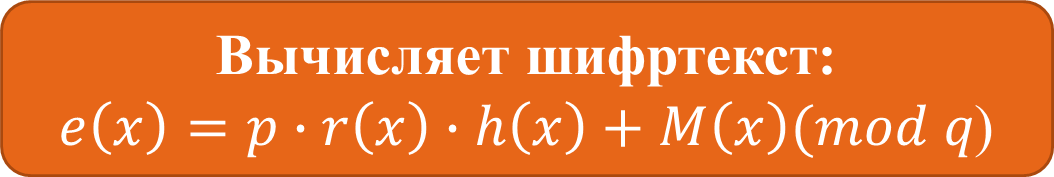 Вычисляет шифртекст:
e(x) = p · r(x) · h(x) + M(x)(mod q)